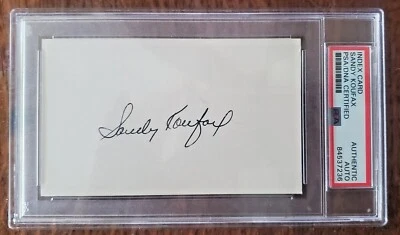 Sandy Koufax
INDEX CARD
SANDY KOUFAX
PSA/DNA CERTIFIED
AUTHENTIC
AUTO
84537236